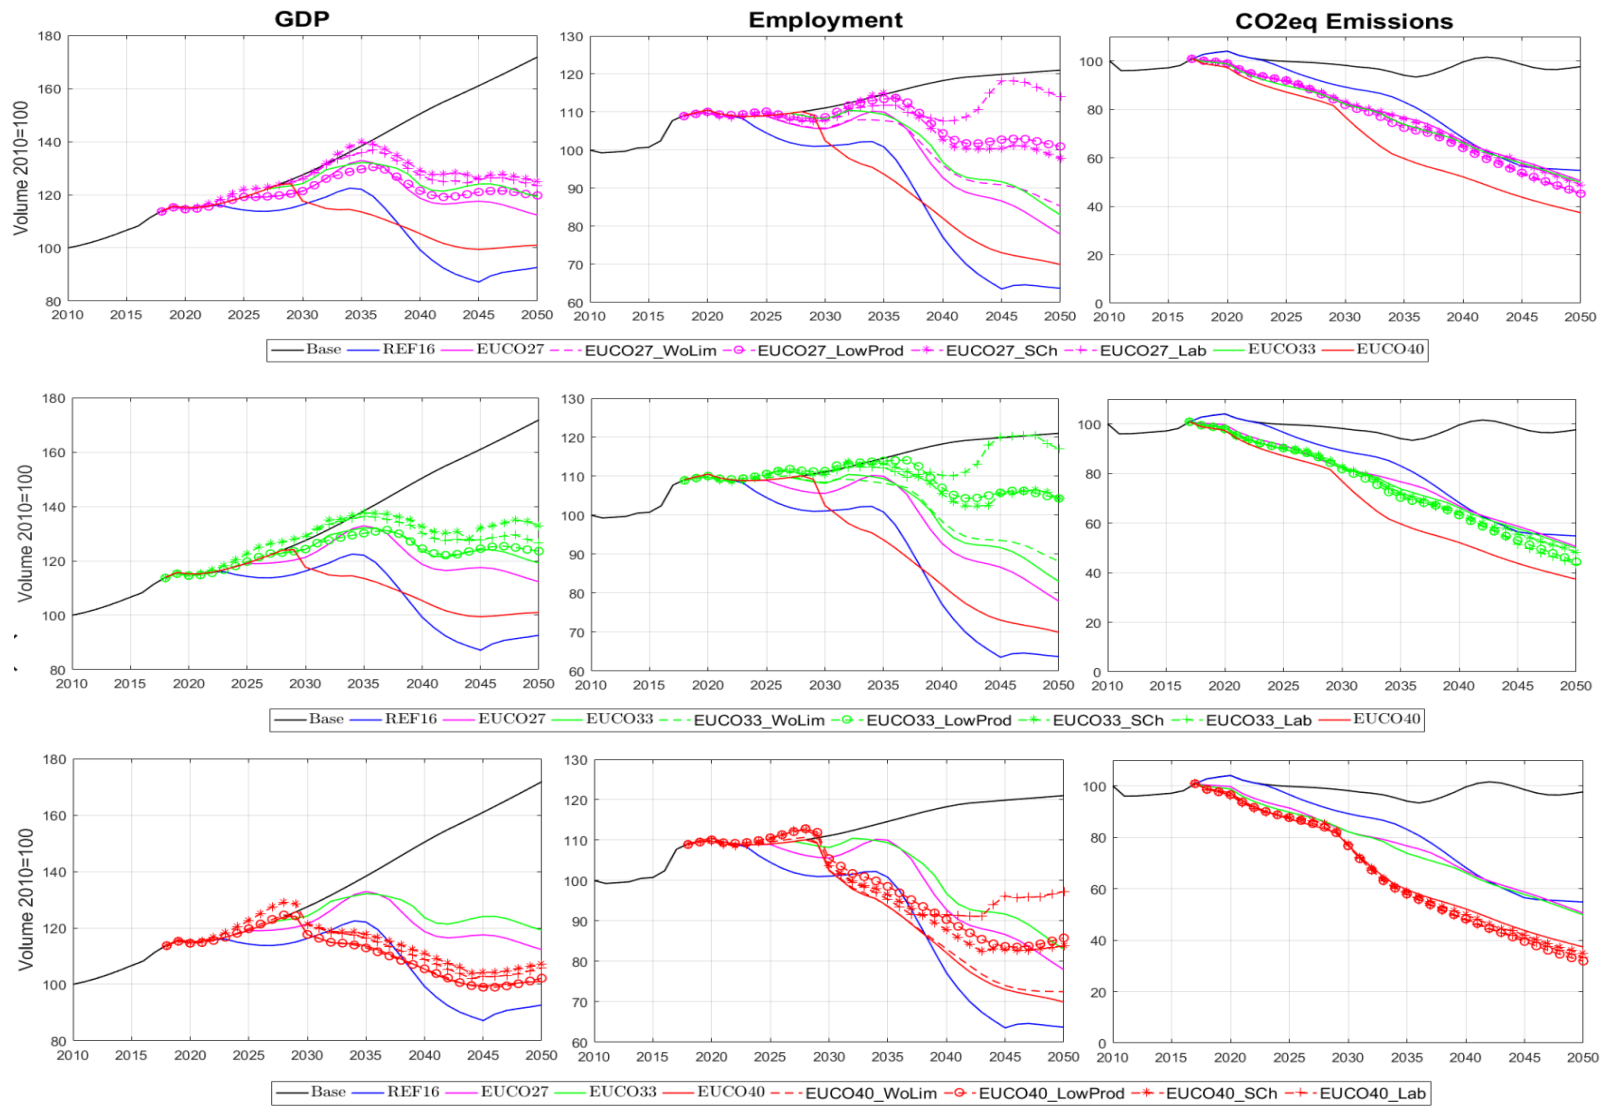 GDP Employment CO2eq Emissions
180 130
160 120 100
140 110 80
120 100 60
90 40
100 80 20
70
80 60 0
Volume 2010=100
2010 2015 2020 2025 2030 2035 2040 2045 2050 2010 2015 2020 2025 2030 2035 2040 2045 2050 2010 2015 2020 2025 2030 2035 2040 2045 2050
Base REF16 EUCO27 EUCO27_WoLim EUCO27_LowProd EUCO27_SCh EUCO27_Lab EUCO33 EUCO40
180 130
160 120 100
140 110 80
100 60
120 90 40
100 80 20
70
80 60 0
Volume 2010=100
2010 2015 2020 2025 2030 2035 2040 2045 2050 2010 2015 2020 2025 2030 2035 2040 2045 2050 2010 2015 2020 2025 2030 2035 2040 2045 2050
Base REF16 EUCO27 EUCO33 EUCO33_WoLim EUCO33_LowProd EUCO33_SCh EUCO33_Lab EUCO40
180 130
160 120 100
140 110 80
100 60
120 90 40
100 80 20
70
80 60 0
Volume 2010=100
2010 2015 2020 2025 2030 2035 2040 2045 2050 2010 2015 2020 2025 2030 2035 2040 2045 2050 2010 2015 2020 2025 2030 2035 2040 2045 2050
Base REF16 EUCO27 EUCO33 EUCO40 EUCO40_WoLim EUCO40_LowProd EUCO40_SCh EUCO40_Lab